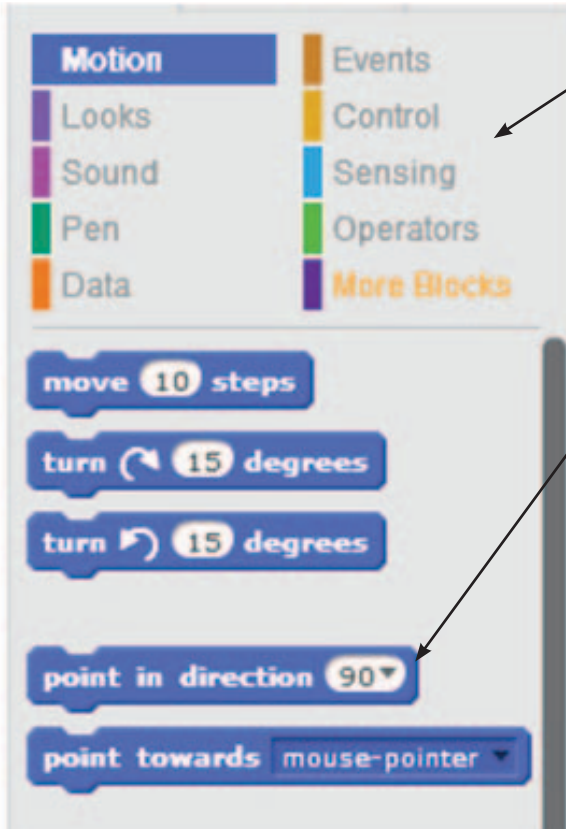 Motion
Events
Looks
Control
Sound
Sensing
Pen
Operators
Data
More Blocks
move 10 steps
turn 15 degrees
turn 15 degrees
point in direction 90
point towards mouse-pointer